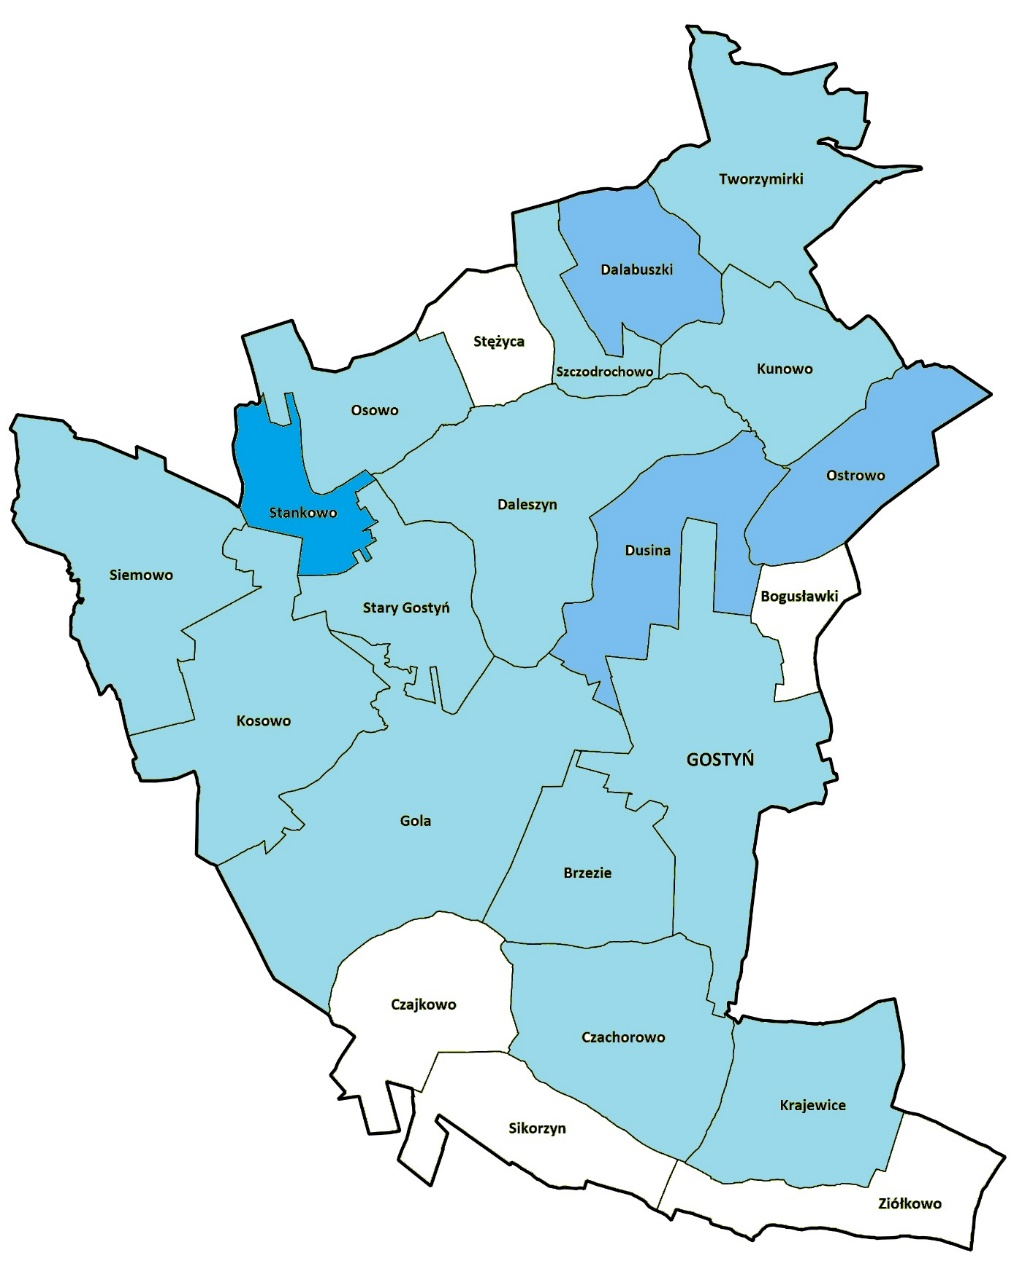 Tworzymirki
Dalabuszki
Stężyca
Szczodrochowo
Kunowo
Osowo
Ostrowo
Daleszyn
Stankowo
Dusina
Siemowo
Bogusławki
Stary Gostyń
Kosowo
GOSTYŃ
Gola
Brzezie
Czajkowo
Czachorowo
Krajewice
Sikorzyn
Ziółkowo